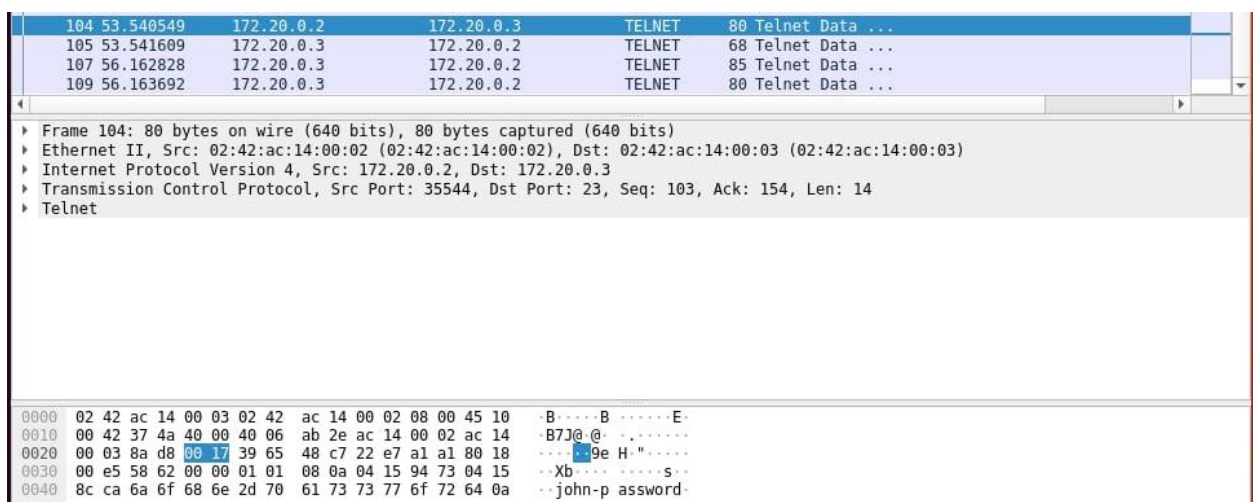 104 53.540549 172.20.0.2 172.20.0.3 TELNET 80 Telnet Data ...
105 53.541609 172.20.0.3 172.20.0.2 TELNET 68 Telnet Data ...
107 56.162828 172.20.0.3 172.20.0.2 TELNET 85 Telnet Data ...
109 56.163692 172.20.0.3 172.20.0.2 TELNET 80 Telnet Data ...
Frame 104: 80 bytes on wire (640 bits), 80 bytes captured (640 bits)
Ethernet II, Src: 02:42:ac:14:00:02 (02:42:ac:14:00:02), Dst: 02:42:ac:14:00:03 (02:42:ac:14:00:03)
Internet Protocol Version 4, Src: 172.20.0.2, Dst: 172.20.0.3
Transmission Control Protocol, Src Port: 35544, Dst Port: 23, Seq: 103, Ack: 154, Len: 14
Telnet
0000 02 42 ac 14 00 03 02 42 ac 14 00 02 08 00 45 10 ·B·····B ······E·
0010 00 42 37 4a 40 00 40 06 ab 2e ac 14 00 02 ac 14 ·B7J@·@· ·.······
0020 00 03 8a d8 00 17 39 65 48 c7 22 e7 a1 a1 80 18 ······9e H·"·····
0030 00 e5 58 62 00 00 01 01 08 0a 04 15 94 73 04 15 ··Xb···· ·····s··
0040 8c ca 6a 6f 68 6e 2d 70 61 73 73 77 6f 72 64 0a ··john-p assword·